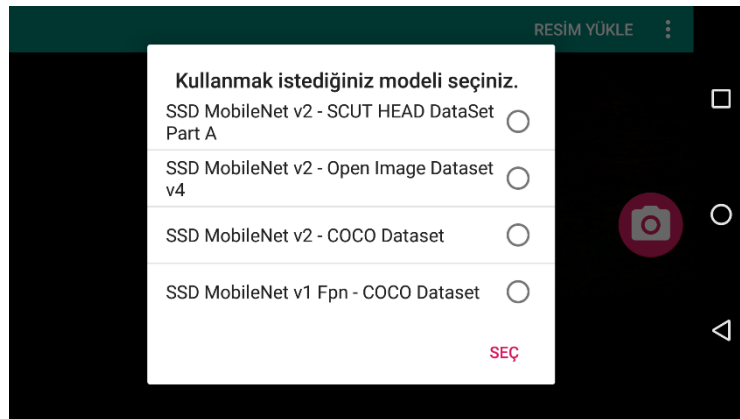 RESİM YÜKLE
Kullanmak istediğiniz modeli seçiniz.
SSD MobileNet v2 - SCUT HEAD DataSet
Part A
SSD MobileNet v2 - Open Image Dataset
v4
SSD MobileNet v2 - COCO Dataset
SSD MobileNet v1 Fpn - COCO Dataset
SEÇ